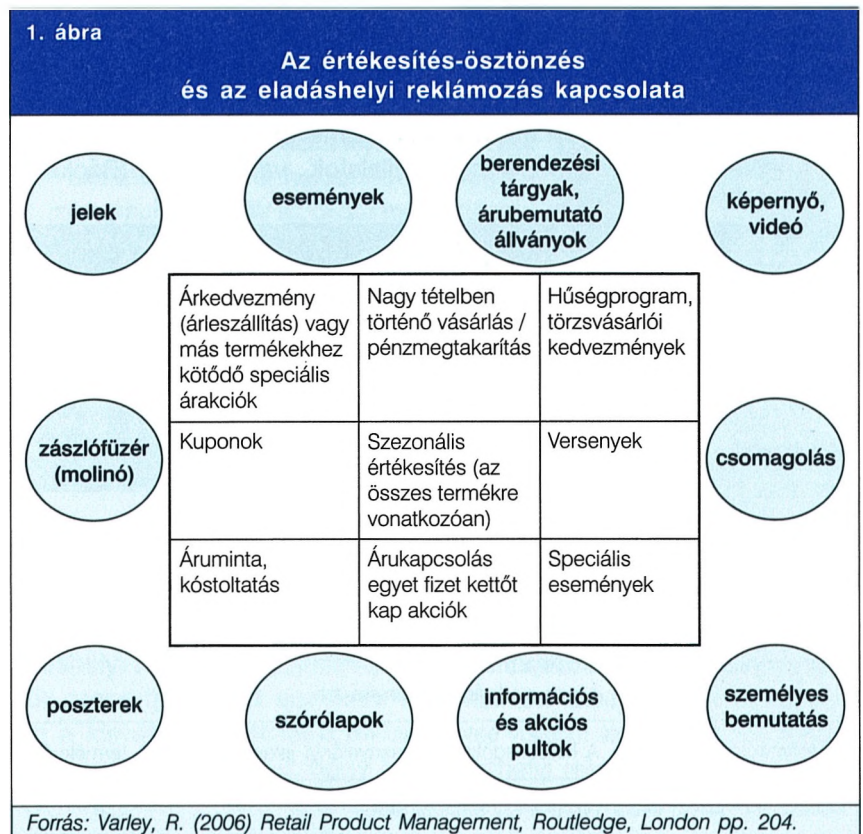 1. ábra
Az értékesítés-ösztönzés
és az eladáshelyi reklámozás kapcsolata
jelek
események
berendezési
tárgyak,
árubemutató
állványok
képernyő,
videó
Árkedvezmény
(árleszállítás) vagy
más termékekhez
kötődő speciális
árakciók
Nagy tételben
történő vásárlás /
pénzmegtakarítás
Hűségprogram,
törzsvásárlói
kedvezmények
zászlófüzér
(molinó)
Kuponok
Szezonális
értékesítés (az
összes termékre
vonatkozóan)
Versenyek
csomagolás
Áruminta,
kóstoltatás
Árukapcsolás
egyet fizet kettőt
kap akciók
Speciális
események
poszterek
szórólapok
információs
és akciós
pultok
személyes
bemutatás
Forrás: Varley, R. (2006) Retail Product Management, Routledge, London pp. 204.